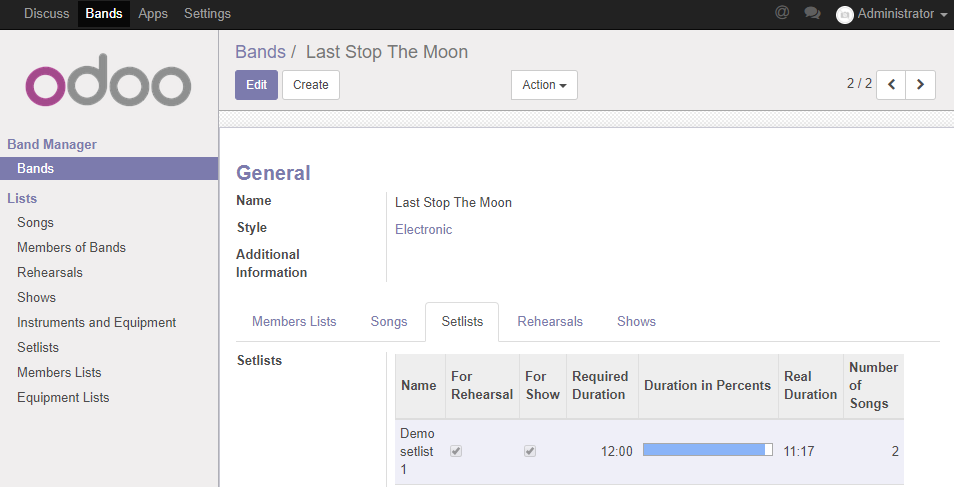 Discuss Bands Apps Settings @ Administrator
odoo
Bands / Last Stop The Moon
Edit Create Action 2 / 2
Band Manager
Bands
Lists
Songs
Members of Bands
Rehearsals
Shows
Instruments and Equipment
Setlists
Members Lists
Equipment Lists
General
Name Last Stop The Moon
Style Electronic
Additional
Information
Members Lists Songs Setlists Rehearsals Shows
Setlists
Name For Rehearsal For Show Required Duration Duration in Percents Real Duration Number of Songs
Demo setlist 1 12:00 11:17 2